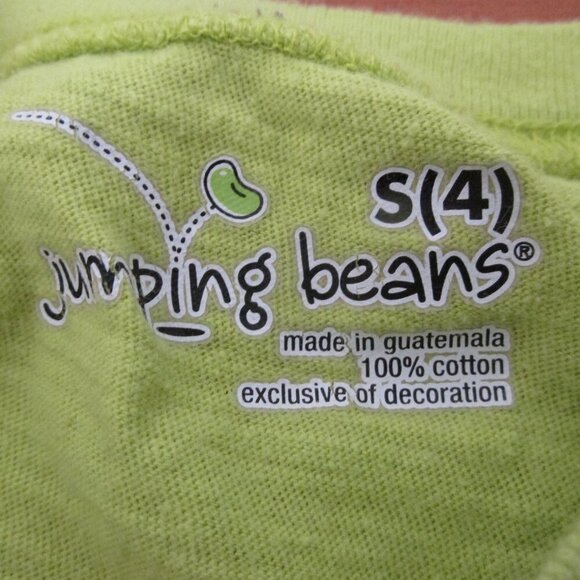 S(4)
jumping beans®
made in guatemala
100% cotton
exclusive of decoration